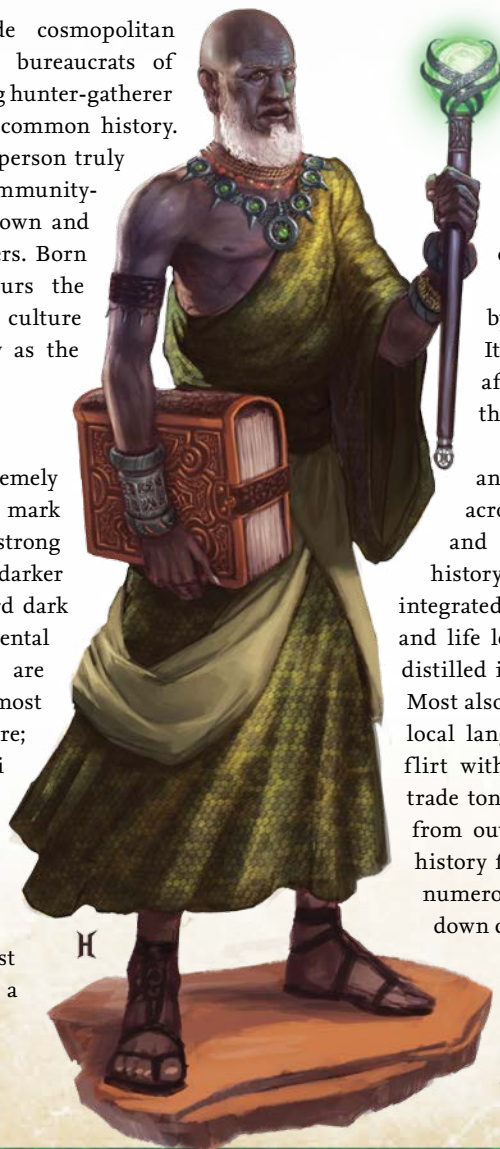 de cosmopolitan
bureaucrats of
g hunter-gatherer
common history.
person truly
mmunity-
own and
ers. Born
urs the
culture
y as the
emely
mark
strong
darker
rd dark
ental
are
most
re;
i
st
a
It
af
th
an
acro
and
history
integrated
and life le
distilled i
Most also
local lang
flirt with
trade ton
from out
history f
numero
down